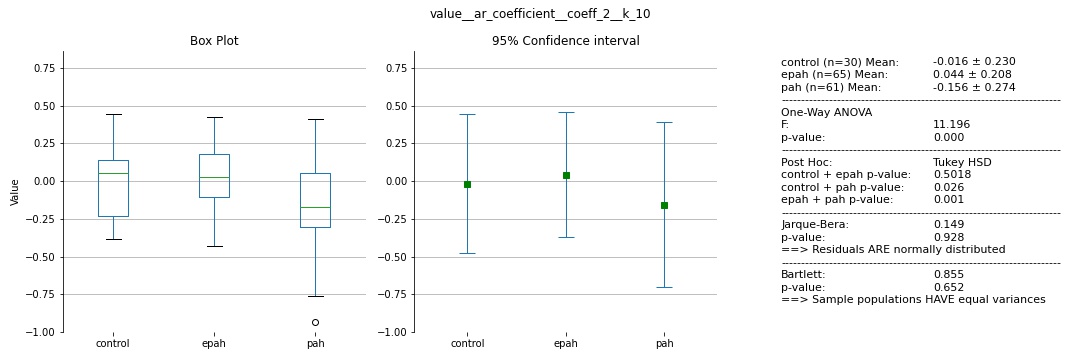 value__ar_coefficient__coeff_2__k_10
Box Plot
95% Confidence interval
Value
0.75
0.50
0.25
0.00
−0.25
−0.50
−0.75
−1.00
control epah pah
0.75
0.50
0.25
0.00
−0.25
−0.50
−0.75
−1.00
control epah pah
control (n=30) Mean: -0.016 ± 0.230
epah (n=65) Mean: 0.044 ± 0.208
pah (n=61) Mean: -0.156 ± 0.274
One-Way ANOVA
F: 11.196
p-value: 0.000
Post Hoc: Tukey HSD
control + epah p-value: 0.5018
control + pah p-value: 0.026
epah + pah p-value: 0.001
Jarque-Bera: 0.149
p-value: 0.928
==> Residuals ARE normally distributed
Bartlett: 0.855
p-value: 0.652
==> Sample populations HAVE equal variances